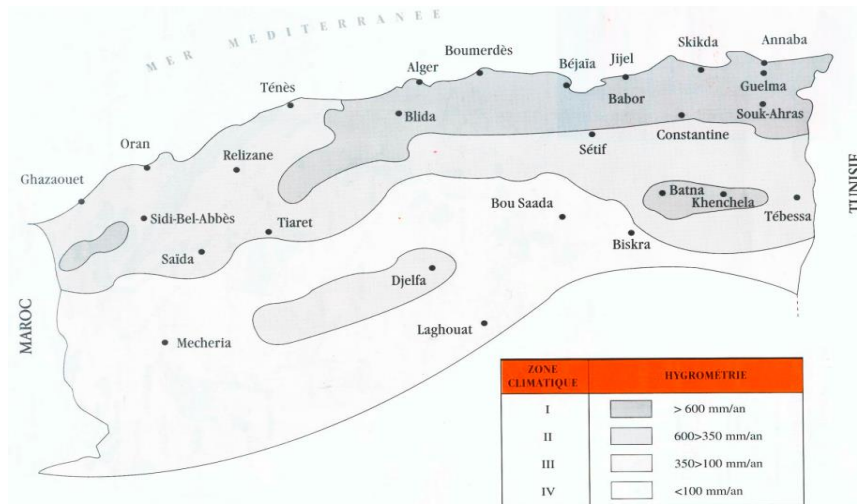 MER MEDITERRANEE
Annaba
Skikda
Jijel
Béjaïa
Boumerdès
Alger
Ténès
Guelma
Babor
Souk-Ahras
Blida
Constantine
Sétif
Oran
Relizane
Ghazaouet
Batna
Khenchela
Tébessa
Bou Saada
Sidi-Bel-Abbès
Tiaret
Saïda
Biskra
Djelfa
Laghouat
Mecheria
MAROC
TUNISIE
ZONE CLIMATIQUE HYGROMÉTRIE
I > 600 mm/an
II 600>350 mm/an
III 350>100 mm/an
IV <100 mm/an